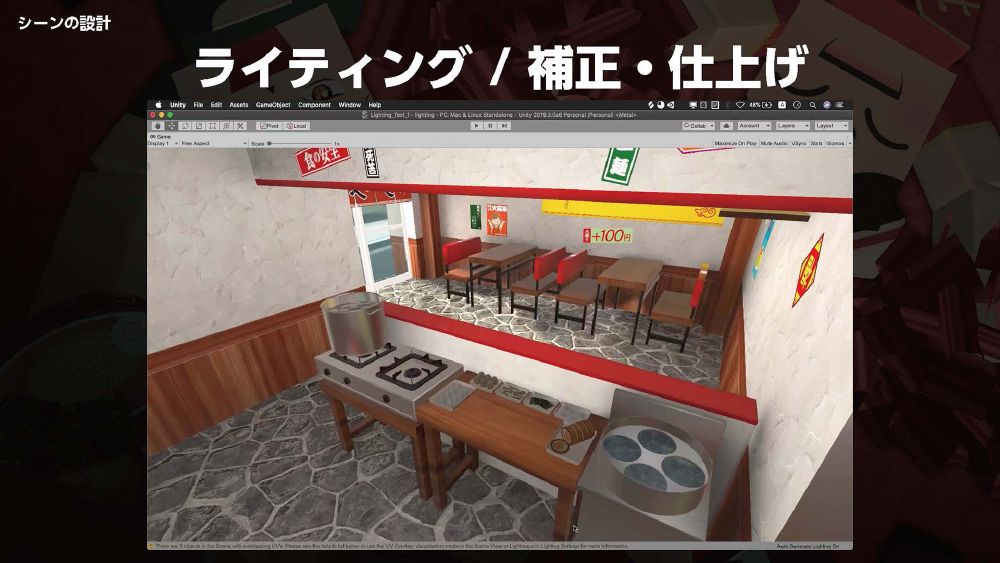 シーンの設計
ライティング / 補正・仕上げ
Unity File Edit Assets GameObject Component Window Help
48%
Lighting_Test_1 - lighting - PC, Mac & Linux Standalone - Unity 2019.3.0a6 Personal (Personal) <Metal>
Pivot Local
Collab Account Layers Layout
Game
Display 1 Free Aspect Scale 1x
Maximize On Play Mute Audio VSync Stats Gizmos
食の安全
麺
+100円
There are 3 objects in the Scene with overlapping UV's. Please see the details list below or use the 'UV Overlap' visualisation mode in the Scene View or Lightmaps in Lighting Settings for more information.
Auto Generate Lighting On